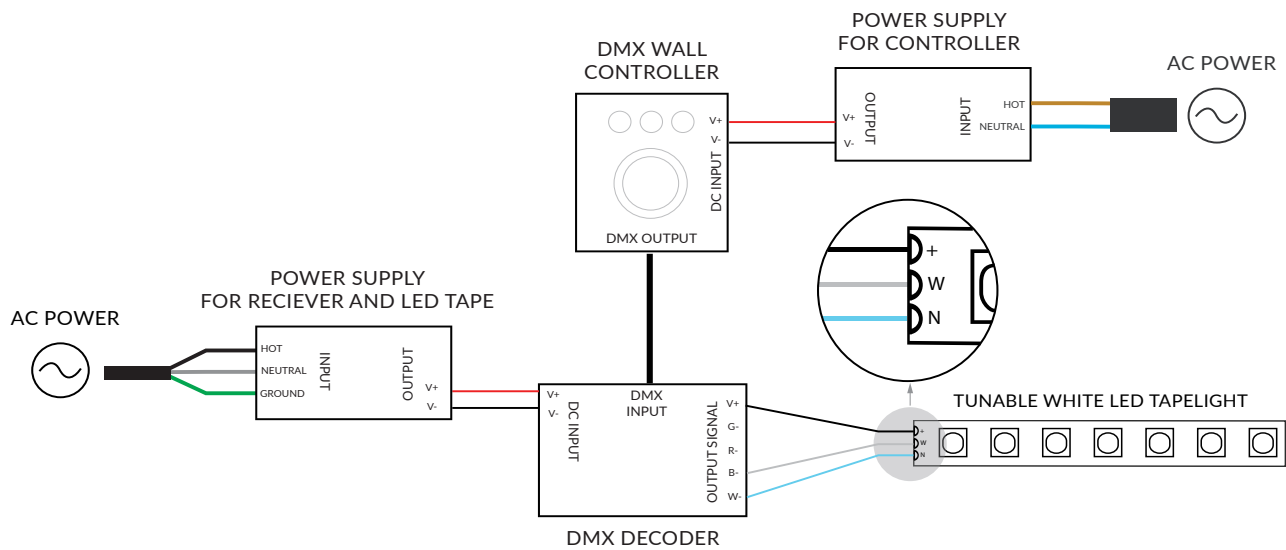 POWER SUPPLY
FOR CONTROLLER
AC POWER
DMX WALL
CONTROLLER
V+
V-
DC INPUT
DMX OUTPUT
OUTPUT
V+
V-
INPUT
HOT
NEUTRAL
+
W
N
POWER SUPPLY
FOR RECIEVER AND LED TAPE
AC POWER
HOT
NEUTRAL
GROUND
INPUT
OUTPUT
V+
V-
V+
V-
DC INPUT
DMX
INPUT
OUTPUT SIGNAL
V+
G-
R-
B-
W-
DMX DECODER
TUNABLE WHITE LED TAPELIGHT
+
W
N